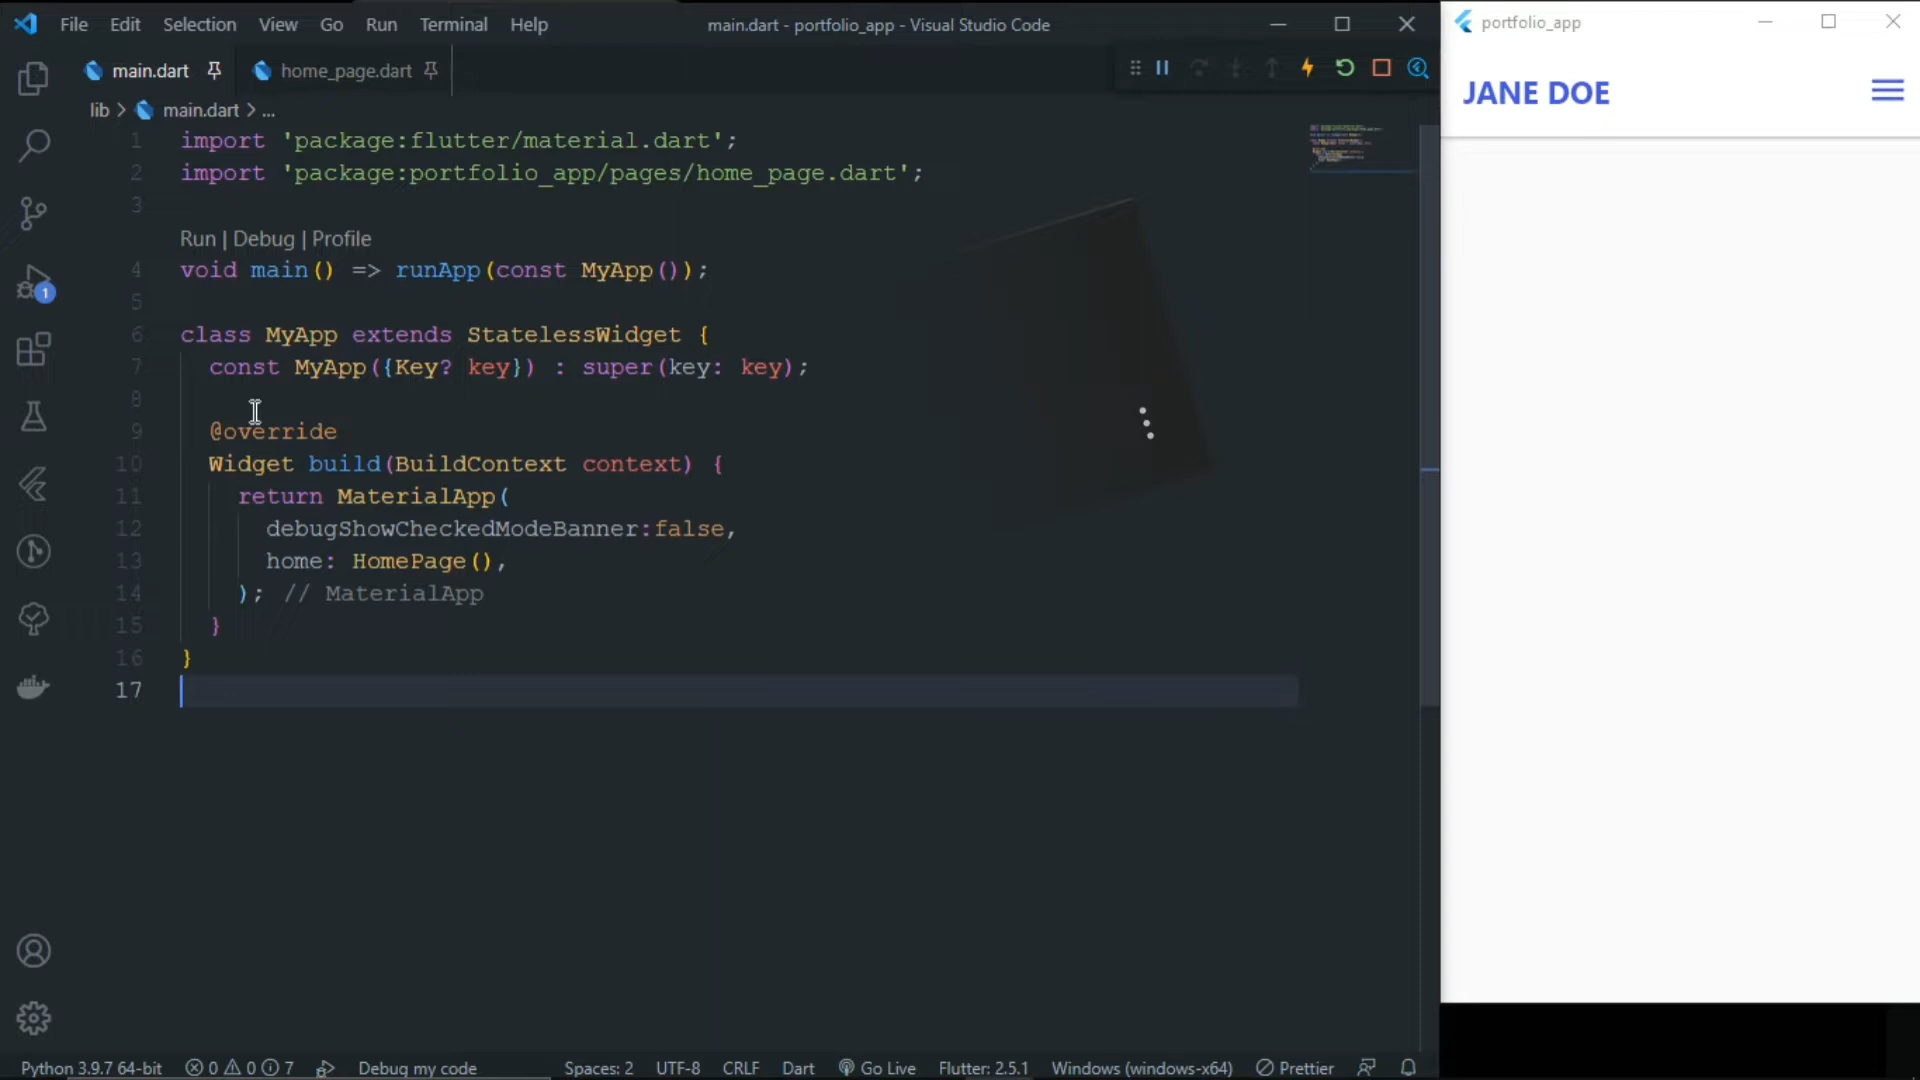 File Edit Selection View Go Run Terminal Help main.dart - portfolio_app - Visual Studio Code
main.dart home_page.dart
lib > main.dart > ...
1 import 'package:flutter/material.dart';
2 import 'package:portfolio_app/pages/home_page.dart';
3
Run | Debug | Profile
4 void main() => runApp(const MyApp());
5
6 class MyApp extends StatelessWidget {
7 const MyApp({Key? key}) : super(key: key);
8
9 @override
10 Widget build(BuildContext context) {
11 return MaterialApp(
12 debugShowCheckedModeBanner:false,
13 home: HomePage(),
14 ); // MaterialApp
15 }
16 }
17
1
Python 3.9.7 64-bit 0 0 7 Debug my code Spaces: 2 UTF-8 CRLF Dart Go Live Flutter: 2.5.1 Windows (windows-x64) Prettier
portfolio_app
JANE DOE